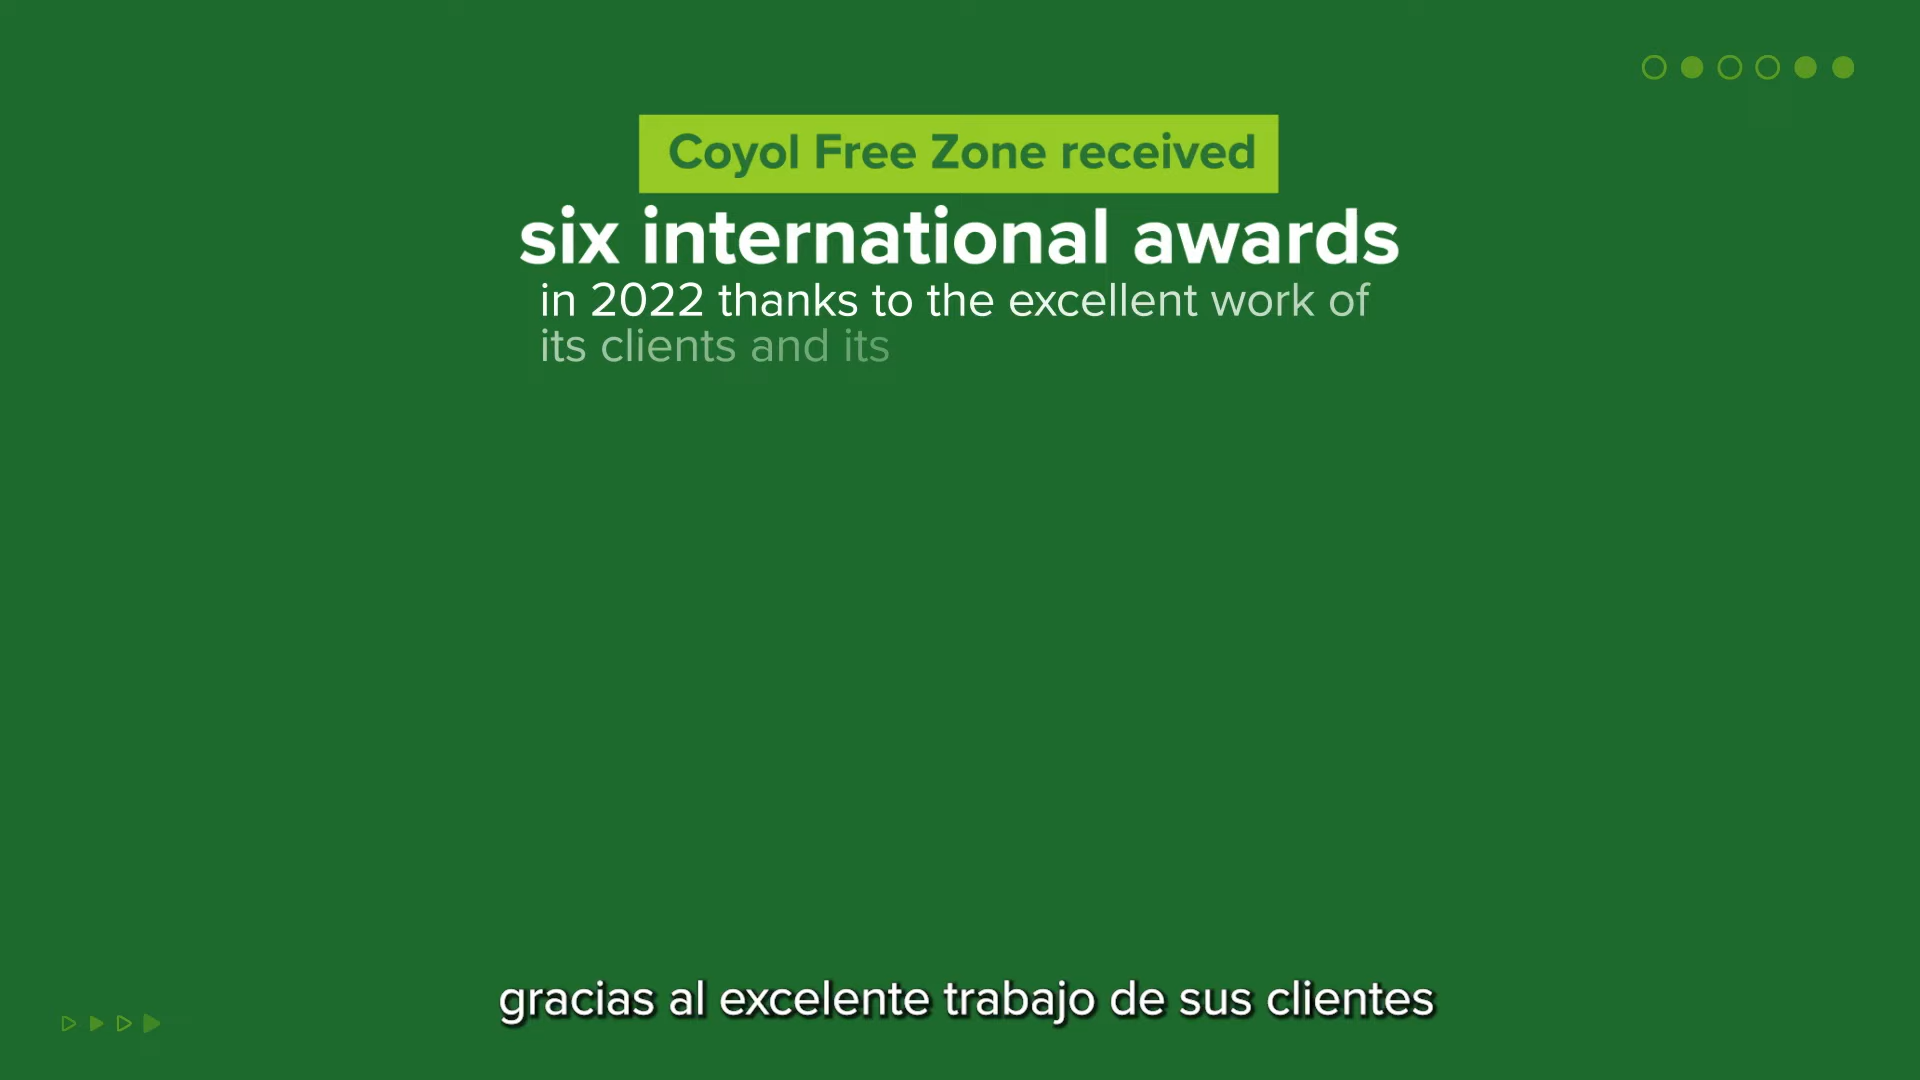 Coyol Free Zone received
six international awards
in 2022 thanks to the excellent work of
its clients and its
gracias al excelente trabajo de sus clientes